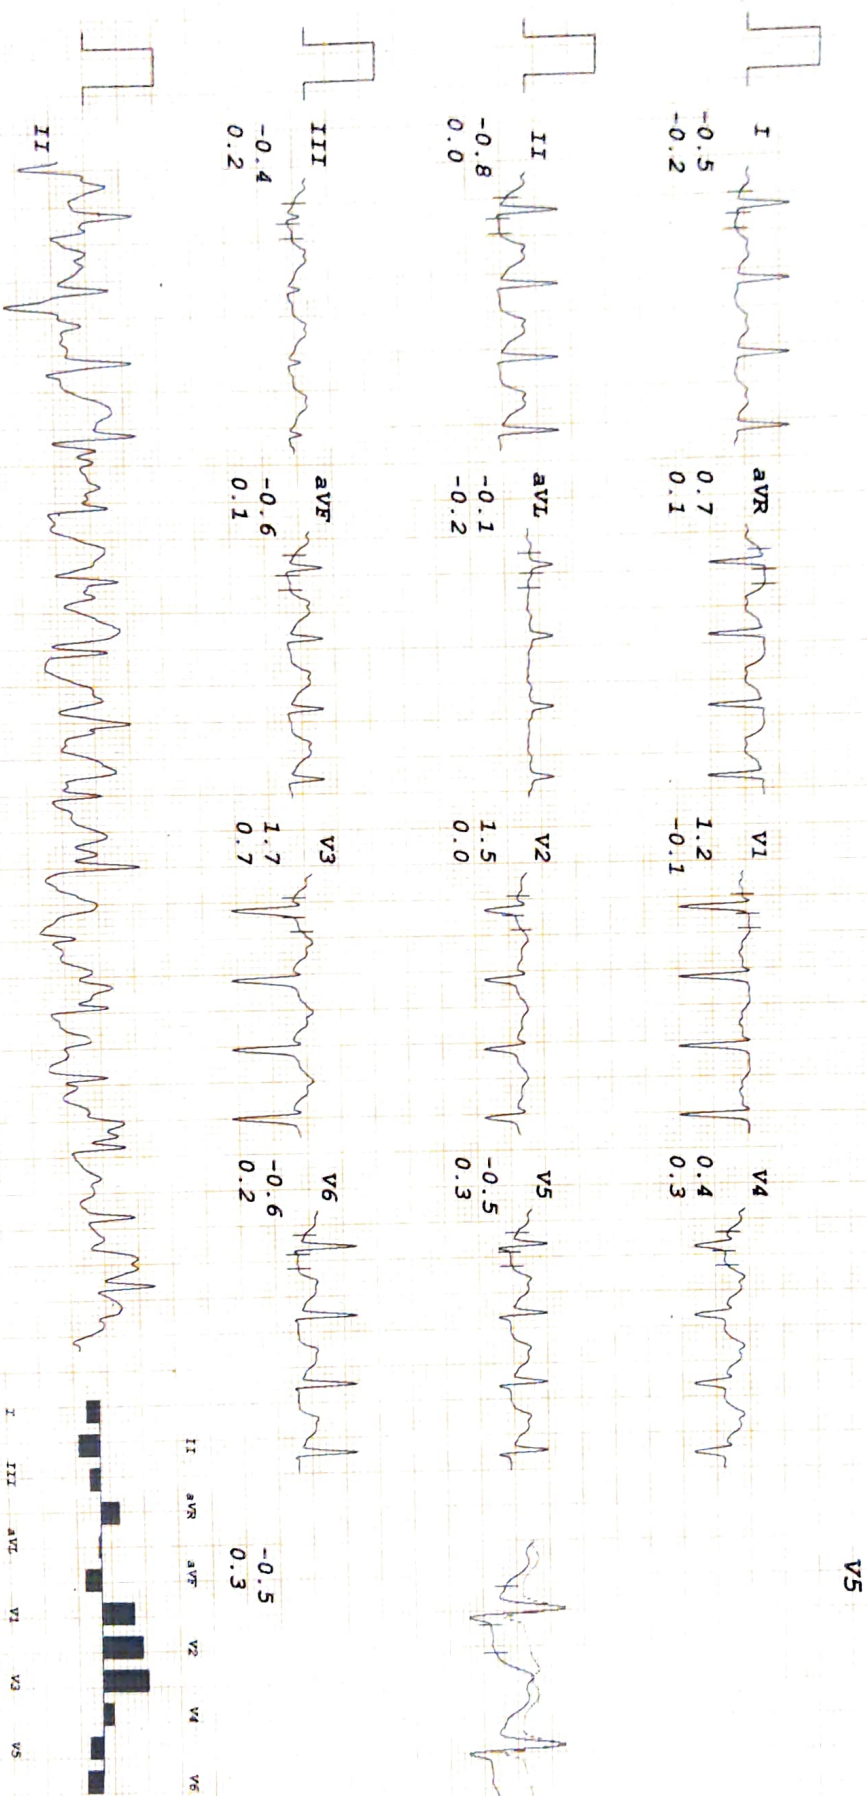 V5
I aVR V1 V4
-0.5 0.7 1.2 0.4
-0.2 0.1 -0.1 0.3
II aVL V2 V5
-0.8 -0.1 1.5 -0.5
0.0 -0.2 0.0 0.3
III aVF V3 V6
-0.4 -0.6 1.7 -0.6 -0.5
0.2 0.1 0.7 0.2 0.3
II aVR aVF V2 V4 V6
II
I III aVL V1 V3 V5